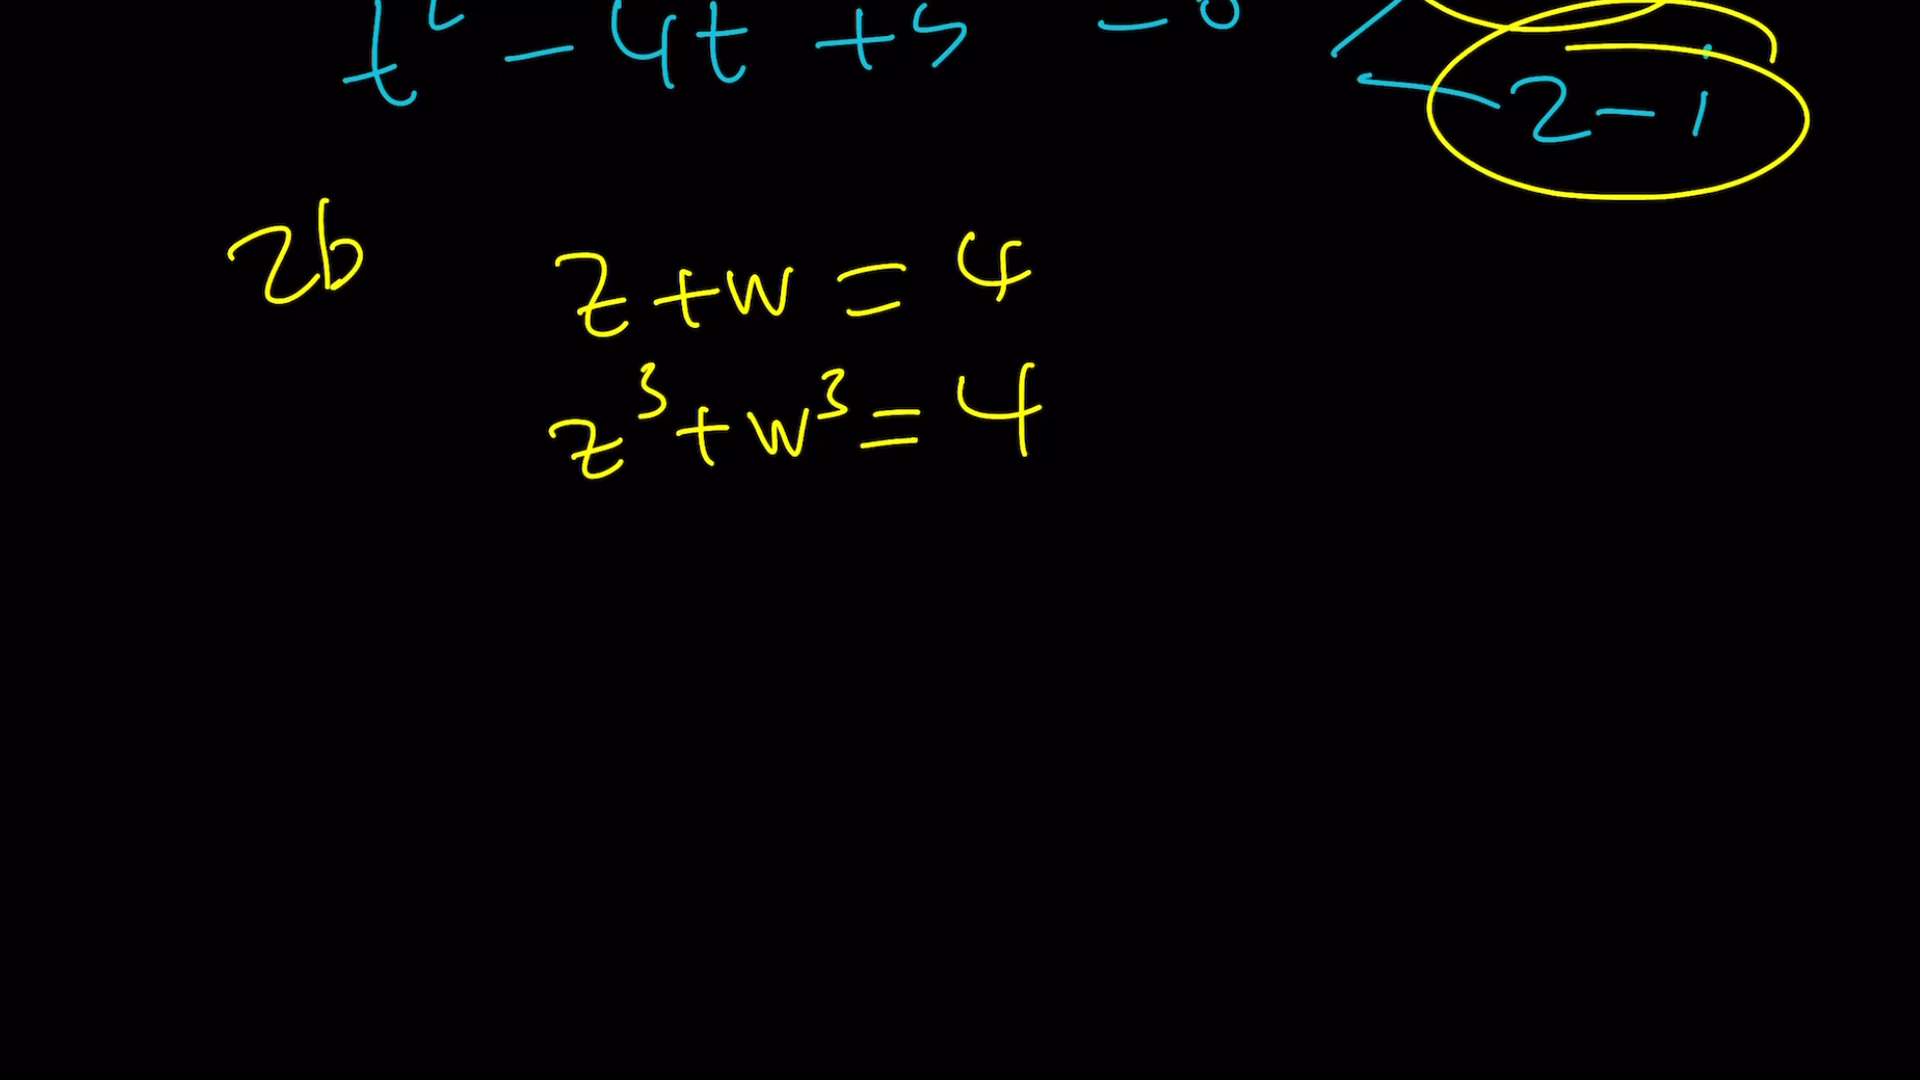 t² - 4t + 5 = 0
2 - i
2b
z + w = 4
z³ + w³ = 4